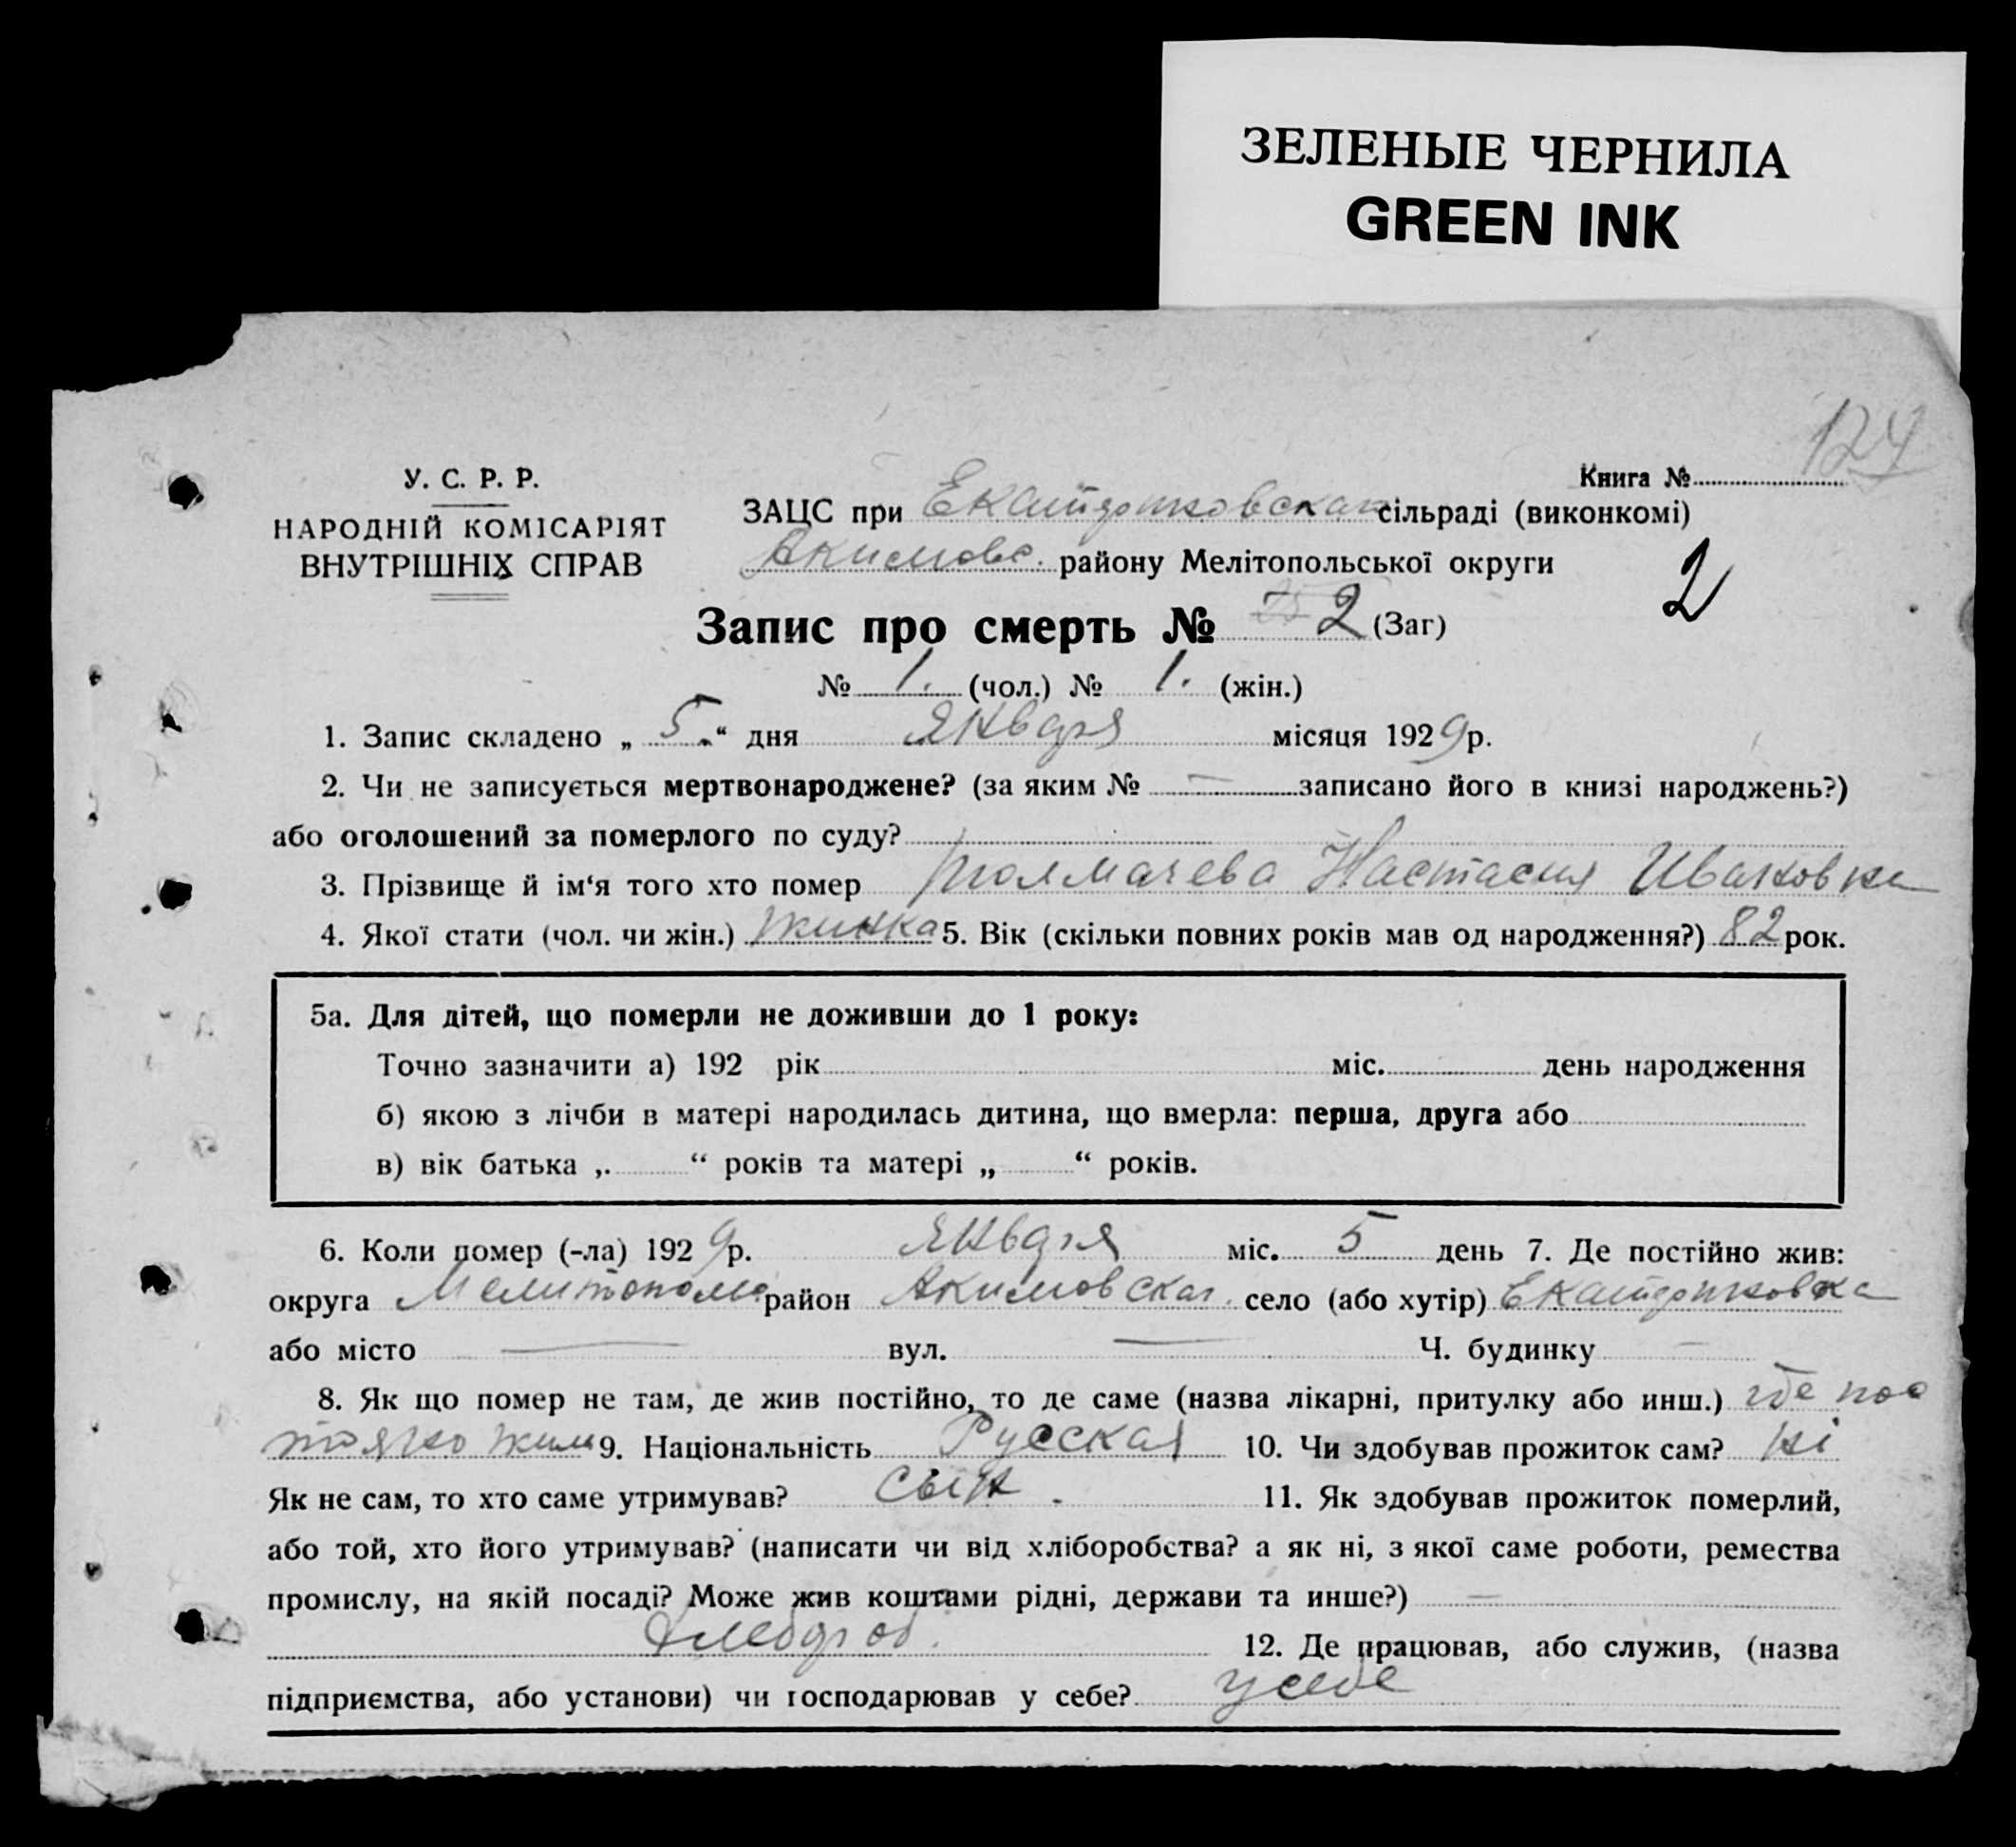 ЗЕЛЕНЫЕ ЧЕРНИЛА
GREEN INK
124
У. С. Р. Р.
НАРОДНІЙ КОМІСАРІЯТ
ВНУТРІШНІХ СПРАВ
Книга №
ЗАЦС при сільраді (виконкомі)
Акимовс. району Мелітопольської округи
2
Запис про смерть № 2 (Заг)
№ 1. (чол.) № 1. (жін.)
1. Запис складено „ 5 “ дня Января місяця 1929 р.
2. Чи не записується мертвонароджене? (за яким № — записано його в книзі народжень?)
або оголошений за померлого по суду?
3. Прізвище й ім‘я того хто помер Толмачева Настасия Ивановна
4. Якої стати (чол. чи жін.) жинка 5. Вік (скільки повних років мав од народження?) 82 рок.
5а. Для дітей, що померли не доживши до 1 року:
Точно зазначити а) 192 рік міс. день народження
б) якою з лічби в матері народилась дитина, що вмерла: перша, друга або
в) вік батька „ “ років та матері „ “ років.
6. Коли помер (-ла) 1929 р. Января міс. 5 день 7. Де постійно жив:
округа район село (або хутір)
або місто — вул. — Ч. будинку —
8. Як що помер не там, де жив постійно, то де саме (назва лікарні, притулку або инш.) где пос
9. Національність Русская 10. Чи здобував прожиток сам? ні
Як не сам, то хто саме утримував? сын 11. Як здобував прожиток померлий,
або той, хто його утримував? (написати чи від хліборобства? а як ні, з якої саме роботи, ремества
промислу, на якій посаді? Може жив коштами рідні, держави та инше?) —
Хлебороб. 12. Де працював, або служив, (назва
підприємства, або установи) чи господарював у себе? у себе